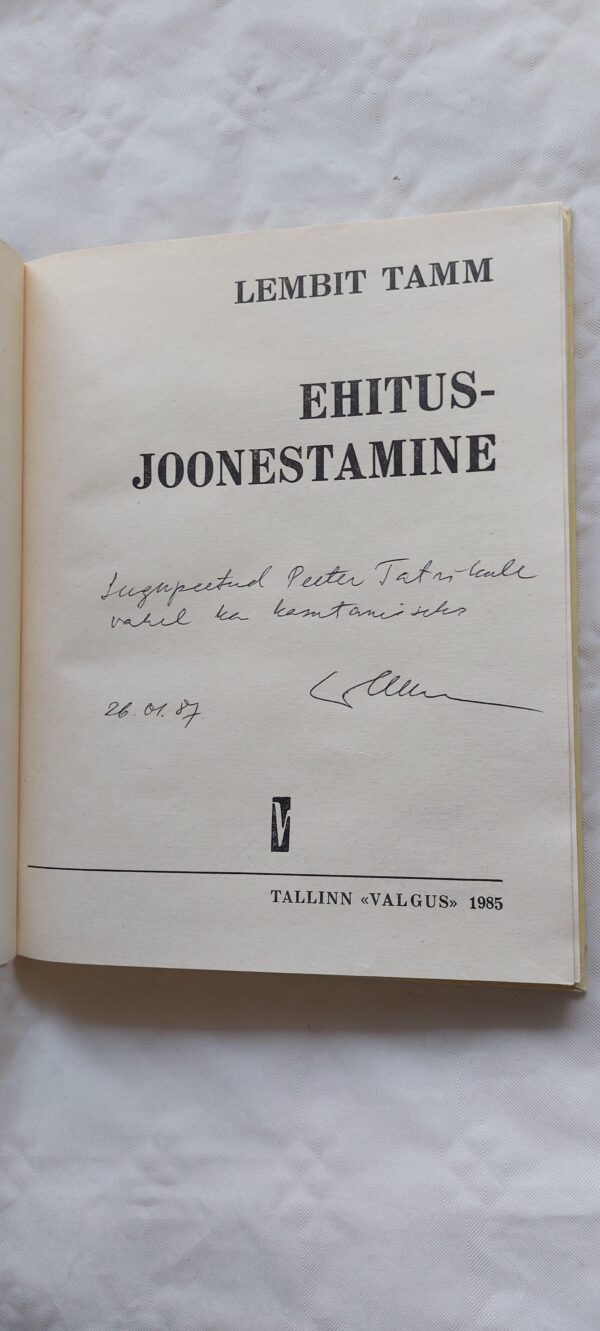 LEMBIT TAMM
EHITUS-
JOONESTAMINE
Lugupeetud Peeter Tatrikule
vahel ka kasutamiseks
26.01.87
V
TALLINN «VALGUS» 1985